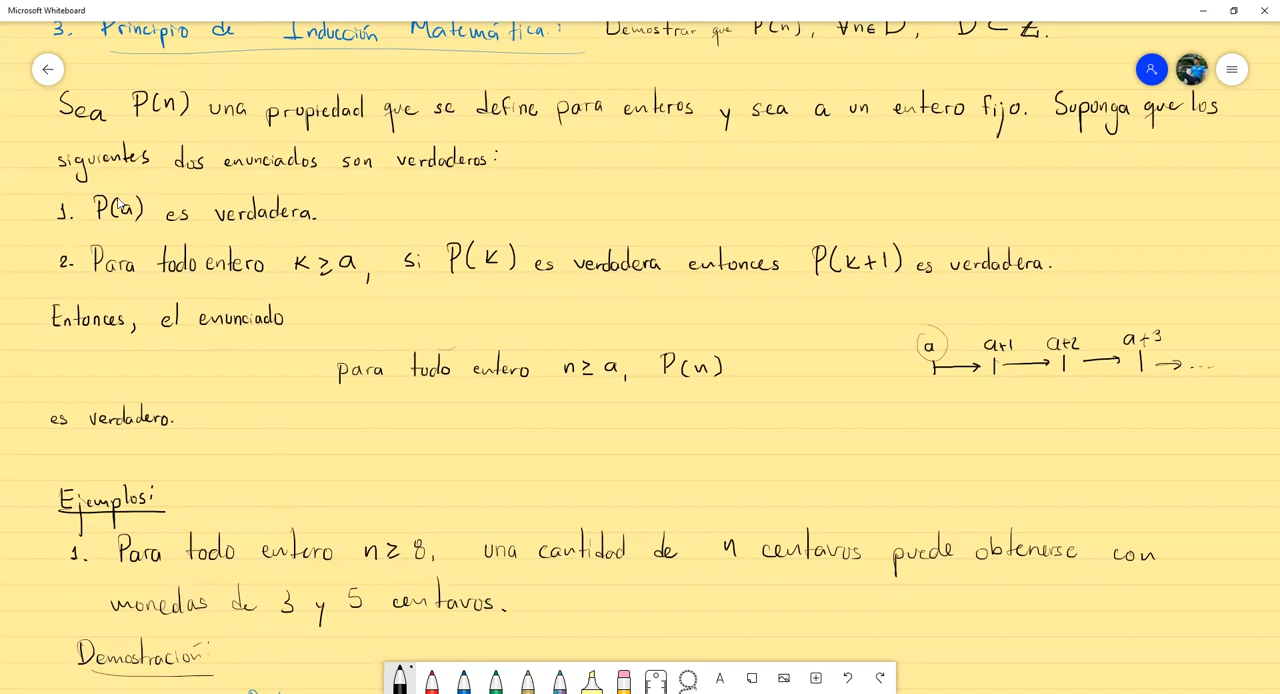 Microsoft Whiteboard
3. Principio de Inducción Matemática: Demostrar que P(n), ∀n∈D, D⊂ℤ.
Sea P(n) una propiedad que se define para enteros y sea a un entero fijo. Suponga que los
siguientes dos enunciados son verdaderos:
1. P(a) es verdadera.
2. Para todo entero k≥a, si P(k) es verdadera entonces P(k+1) es verdadera.
Entonces, el enunciado
a a+1 a+2 a+3
para todo entero n≥a, P(n)
...
es verdadero.
Ejemplos:
1. Para todo entero n≥8, una cantidad de n centavos puede obtenerse con
monedas de 3 y 5 centavos.
Demostración: